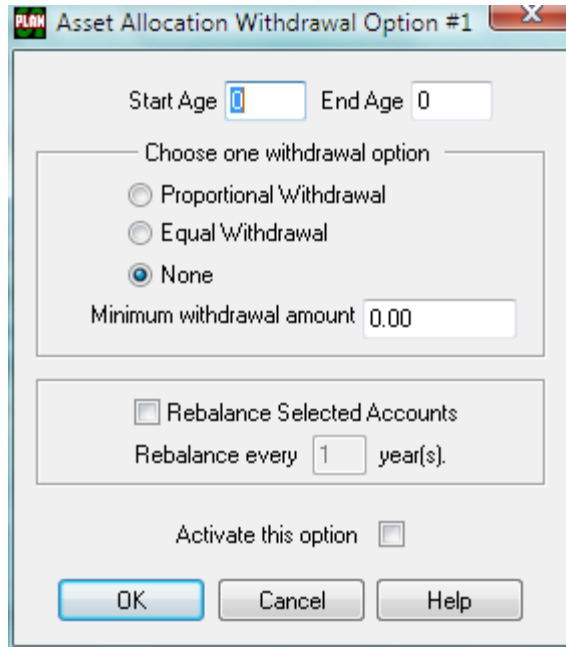 PLAN Asset Allocation Withdrawal Option #1 X
Start Age 0 End Age 0
Choose one withdrawal option
Proportional Withdrawal
Equal Withdrawal
None
Minimum withdrawal amount 0.00
Rebalance Selected Accounts
Rebalance every 1 year(s).
Activate this option
OK Cancel Help